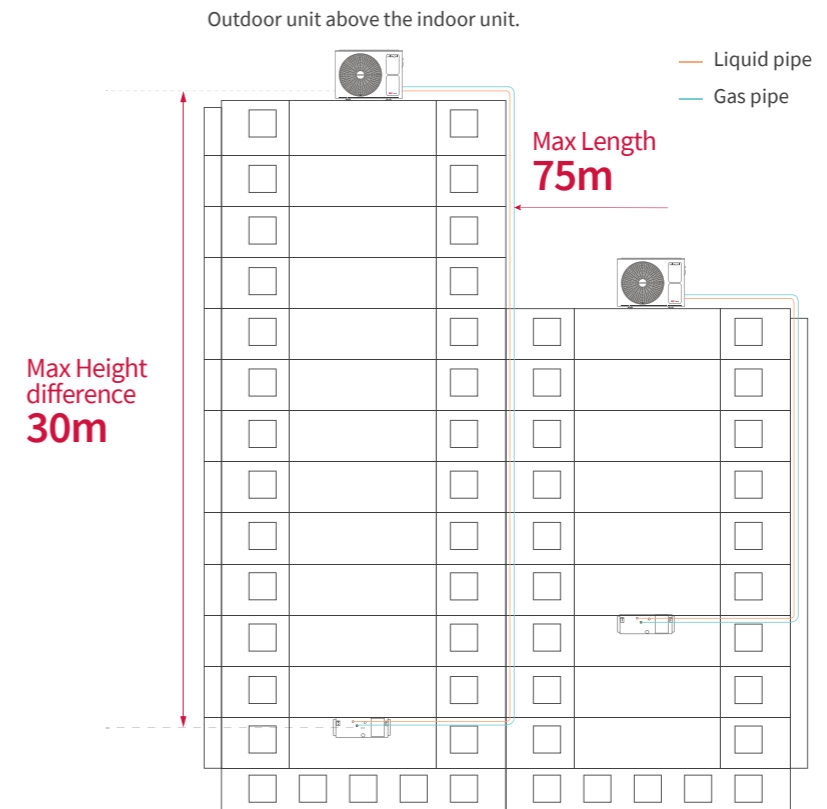 Outdoor unit above the indoor unit.
Liquid pipe
Gas pipe
Max Length
75m
Max Height
difference
30m